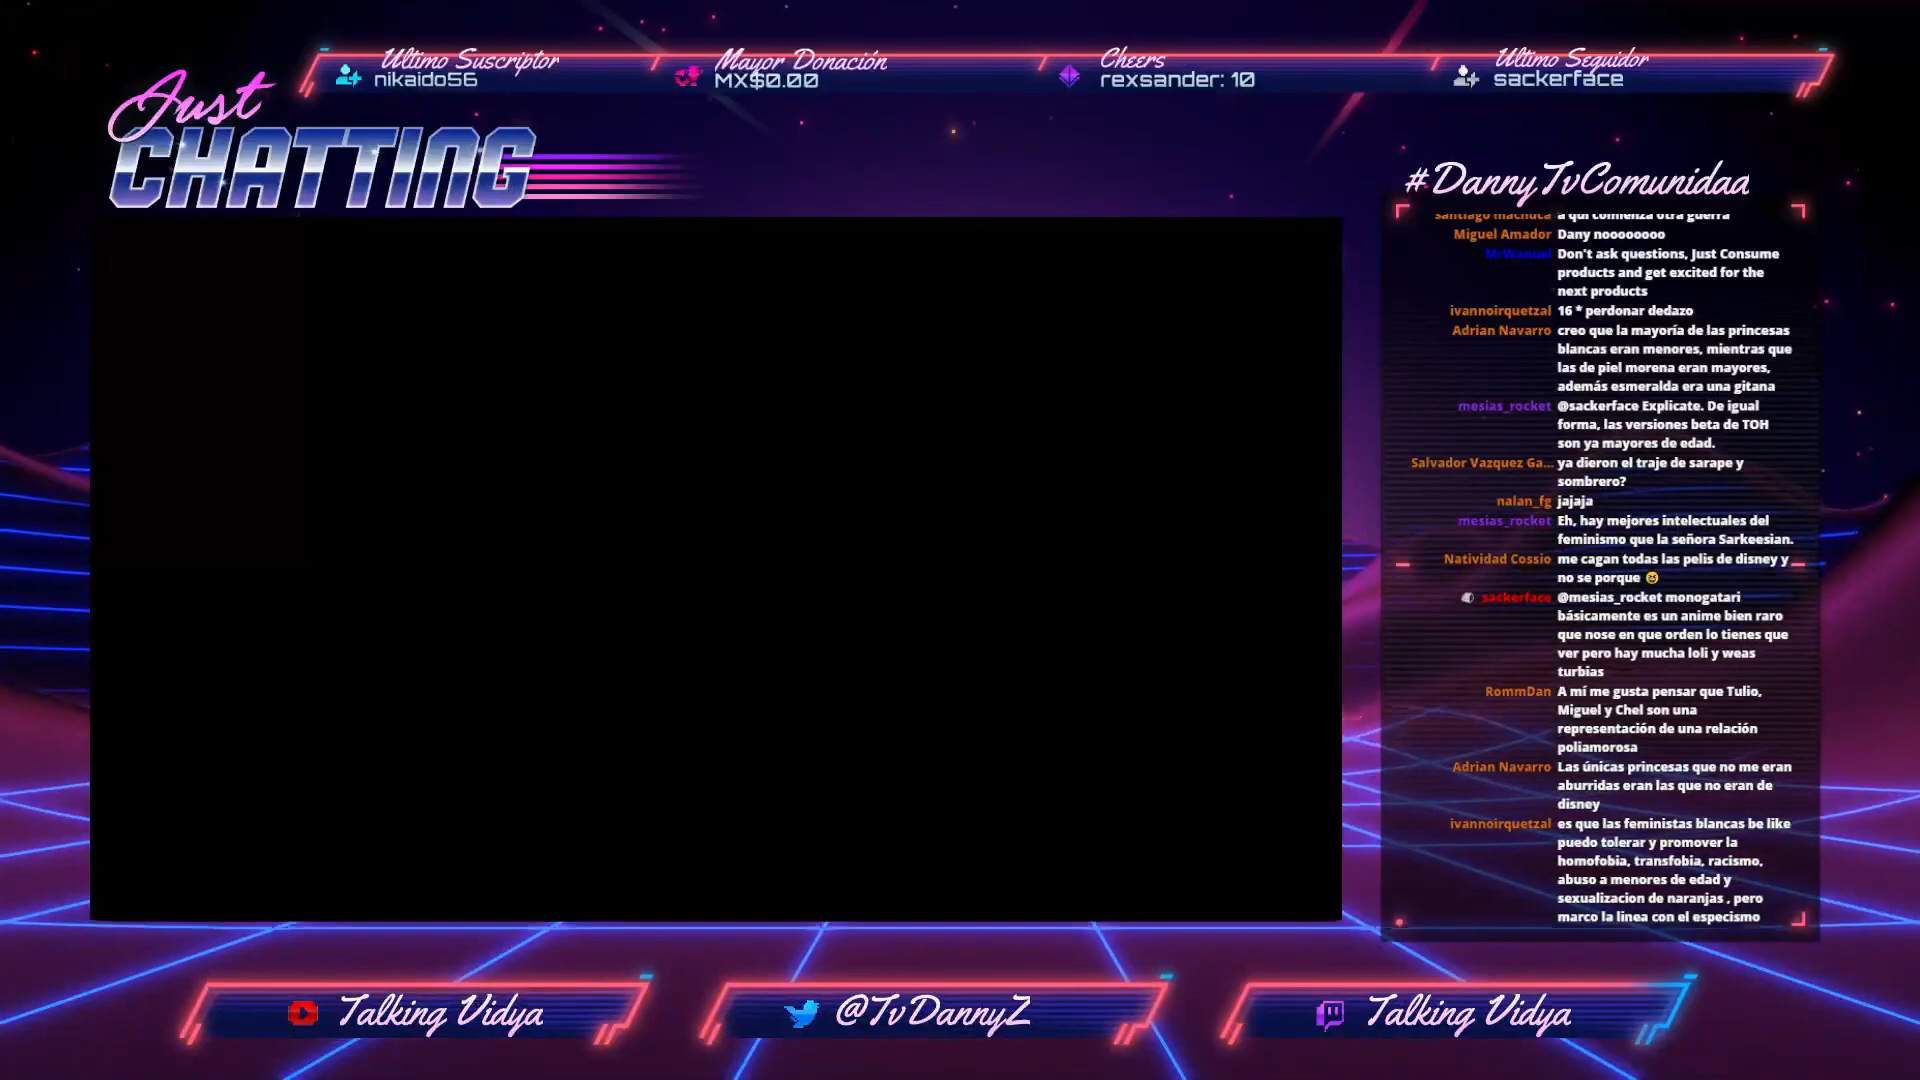 Ultimo Suscriptor
nikaido56
Mayor Donación
MX$0.00
Cheers
rexsander: 10
Ultimo Seguidor
sackerface
Just
CHATTING
#DannyTvComunidad
santiago machuca a qui comienza otra guerra
Miguel Amador Dany noooooooo
MrWanuel Don't ask questions, Just Consume
products and get excited for the
next products
ivannoirquetzal 16 * perdonar dedazo
Adrian Navarro creo que la mayoría de las princesas
blancas eran menores, mientras que
las de piel morena eran mayores,
además esmeralda era una gitana
mesias_rocket @sackerface Explicate. De igual
forma, las versiones beta de TOH
son ya mayores de edad.
Salvador Vazquez Ga... ya dieron el traje de sarape y
sombrero?
nalan_fg jajaja
mesias_rocket Eh, hay mejores intelectuales del
feminismo que la señora Sarkeesian.
Natividad Cossio me cagan todas las pelis de disney y
no se porque
sackerface @mesias_rocket monogatari
básicamente es un anime bien raro
que nose en que orden lo tienes que
ver pero hay mucha loli y weas
turbias
RommDan A mí me gusta pensar que Tulio,
Miguel y Chel son una
representación de una relación
poliamorosa
Adrian Navarro Las únicas princesas que no me eran
aburridas eran las que no eran de
disney
ivannoirquetzal es que las feministas blancas be like
puedo tolerar y promover la
homofobia, transfobia, racismo,
abuso a menores de edad y
sexualizacion de naranjas , pero
marco la linea con el especismo
Talking Vidya
@TvDannyZ
Talking Vidya